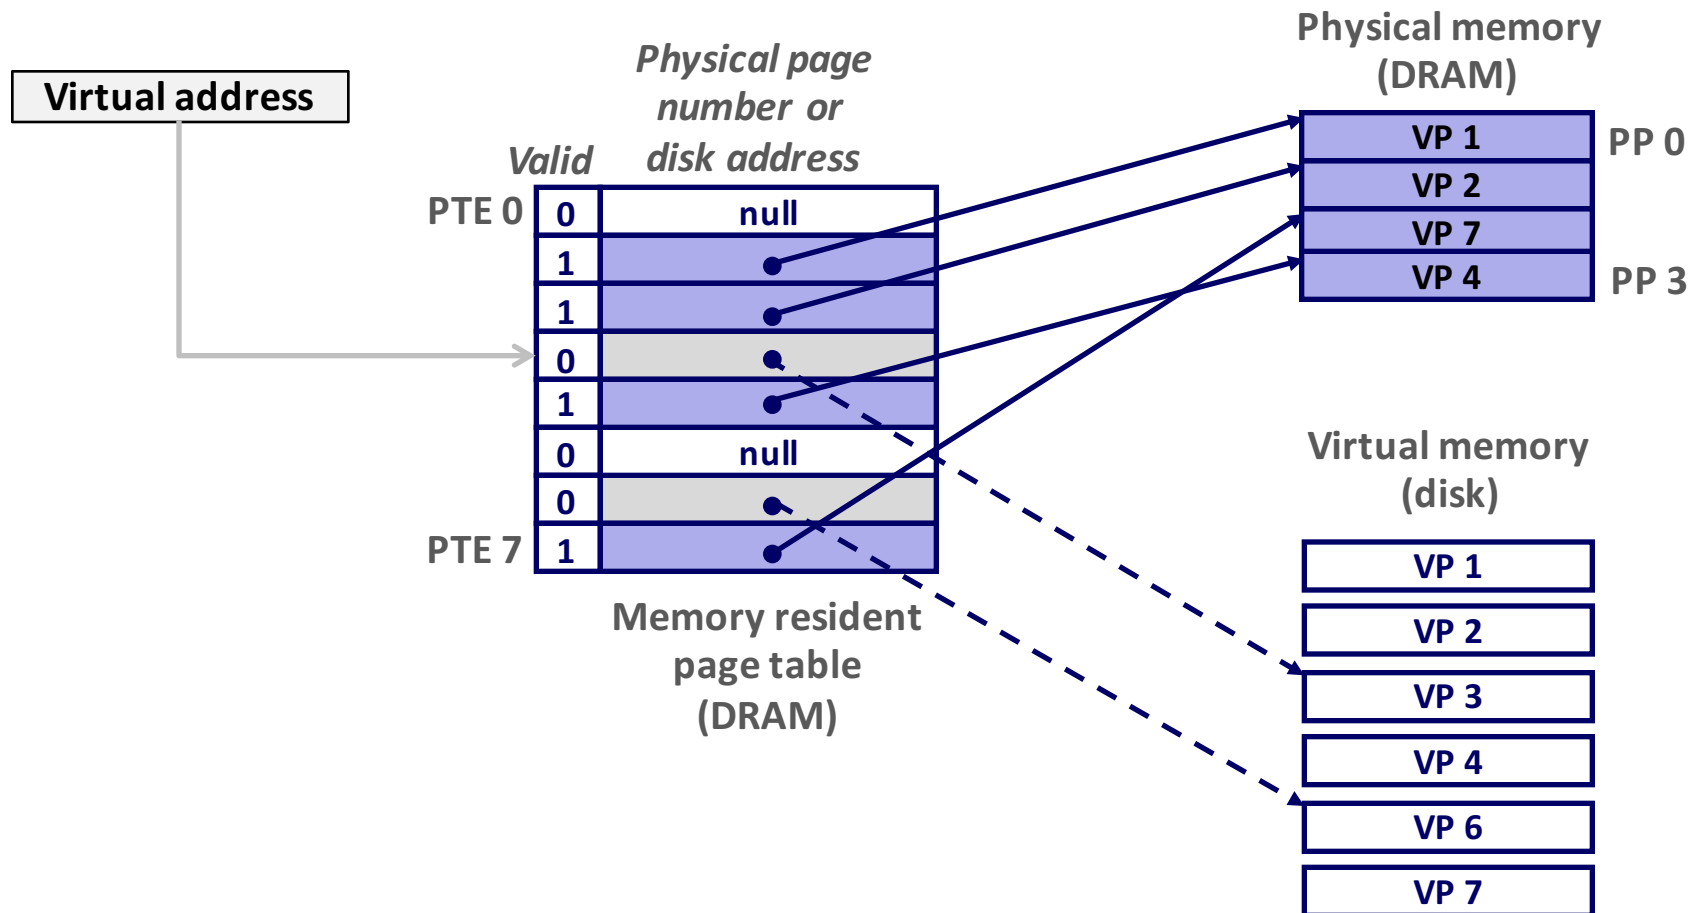 Virtual address
Physical page
number or
disk address
Valid
PTE 0
0
null
1
1
0
1
0
null
0
PTE 7
1
Memory resident
page table
(DRAM)
Physical memory
(DRAM)
VP 1
PP 0
VP 2
VP 7
VP 4
PP 3
Virtual memory
(disk)
VP 1
VP 2
VP 3
VP 4
VP 6
VP 7